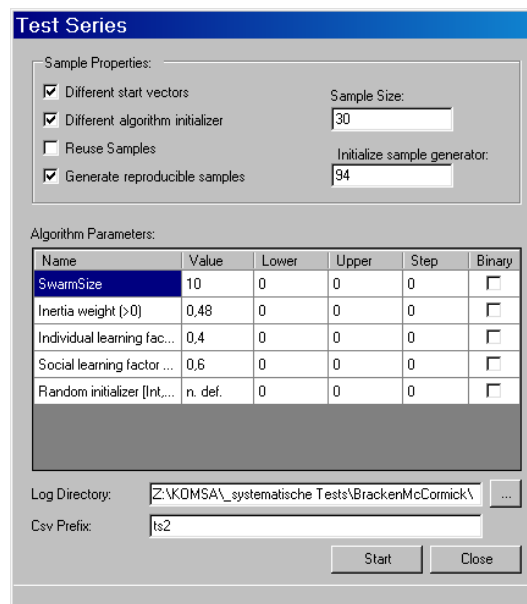 Test Series
Sample Properties:
Different start vectors
Sample Size:
Different algorithm initializer
30
Reuse Samples
Initialize sample generator:
Generate reproducible samples
94
Algorithm Parameters:
Name Value Lower Upper Step Binary
SwarmSize 10 0 0 0
Inertia weight (>0) 0,48 0 0 0
Individual learning fac... 0,4 0 0 0
Social learning factor ... 0,6 0 0 0
Random initializer [Int,... n. def. 0 0 0
Log Directory: Z:\KOMSA\_systematische Tests\BrackenMcCormick\ ...
Csv Prefix: ts2
Start Close